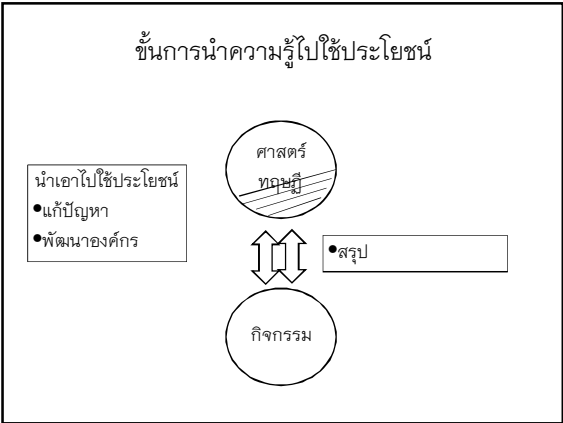 ขั้นการนำความรู้ไปใช้ประโยชน์
ศาสตร์
ทฤษฎี
นำเอาไปใช้ประโยชน์
●แก้ปัญหา
●พัฒนาองค์กร
●สรุป
กิจกรรม